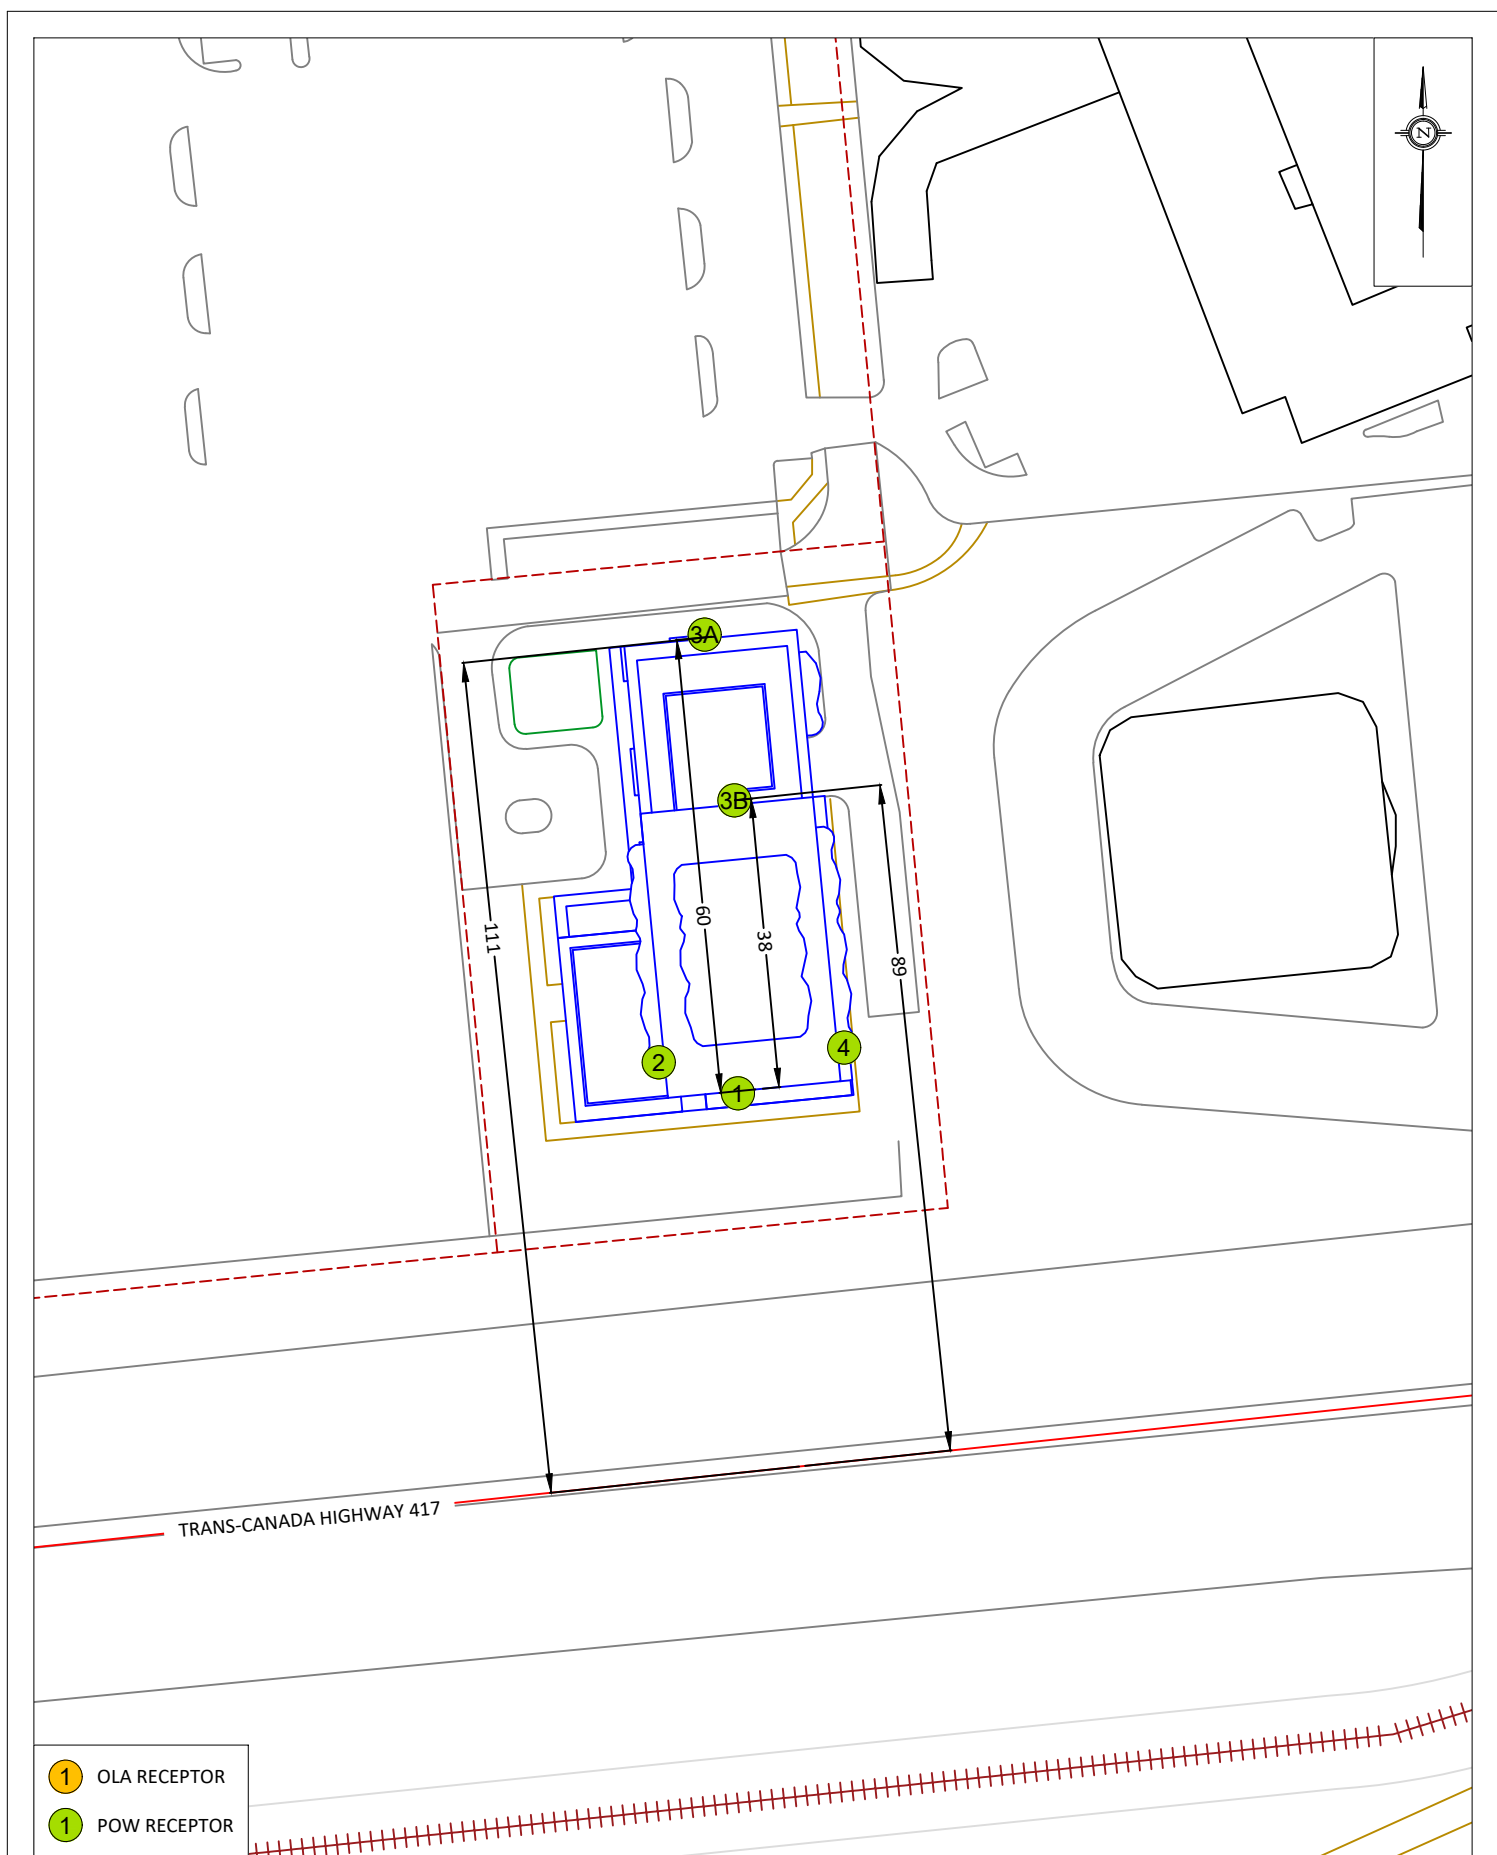 N
3A
3B
111
60
38
89
2
4
1
TRANS-CANADA HIGHWAY 417
1 OLA RECEPTOR
1 POW RECEPTOR